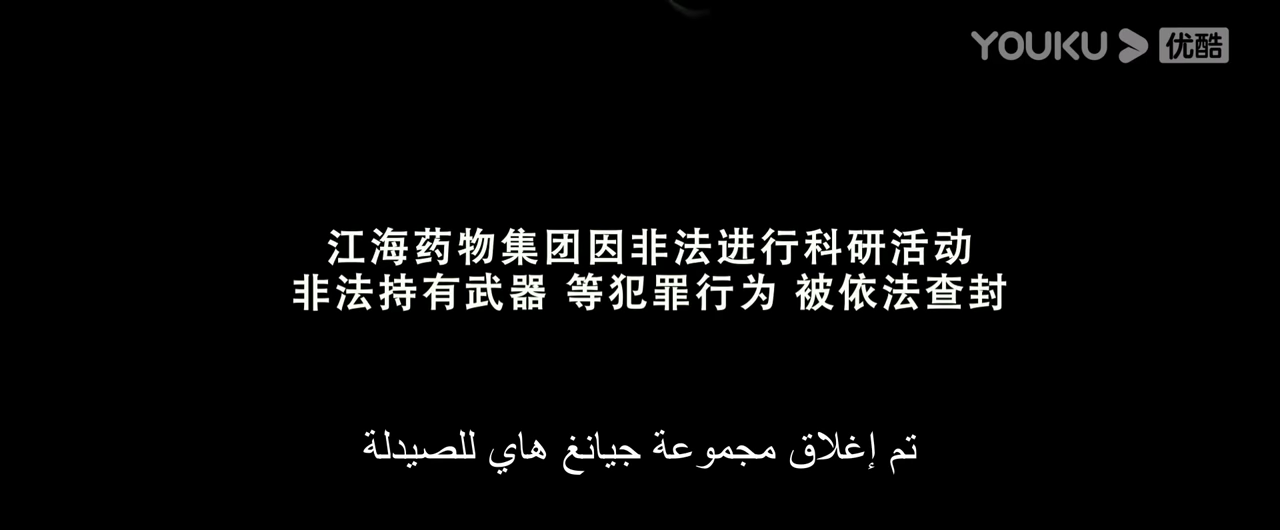 YOUKU 优酷
江海药物集团因非法进行科研活动
非法持有武器 等犯罪行为 被依法查封
تم إغلاق مجموعة جيانغ هاي للصيدلة